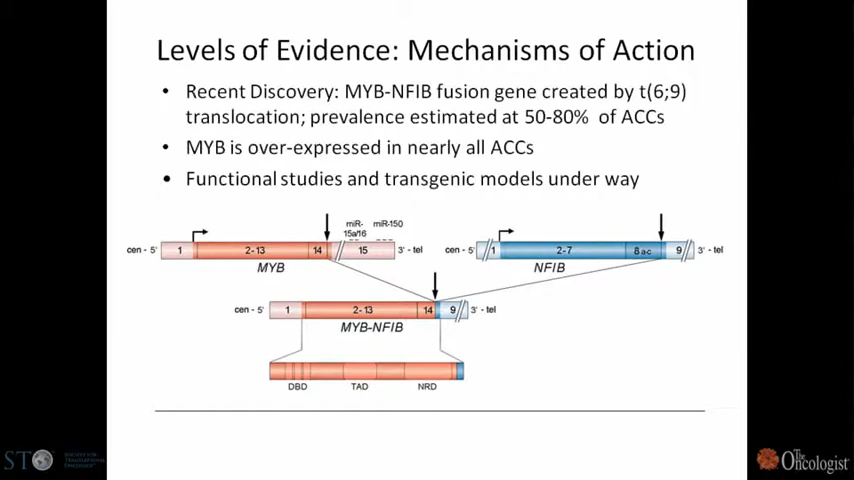 Levels of Evidence: Mechanisms of Action
• Recent Discovery: MYB-NFIB fusion gene created by t(6;9)
translocation; prevalence estimated at 50-80% of ACCs
• MYB is over-expressed in nearly all ACCs
• Functional studies and transgenic models under way
miR-
15a/16
miR-150
cen - 5' 1 2-13 14 15 3' - tel
MYB
cen - 5' 1 2-7 8 a-c 9 3' - tel
NFIB
cen - 5' 1 2-13 14 9 3' - tel
MYB-NFIB
DBD TAD NRD
STO
SOCIETY FOR
TRANSLATIONAL
ONCOLOGY
The
Oncologist